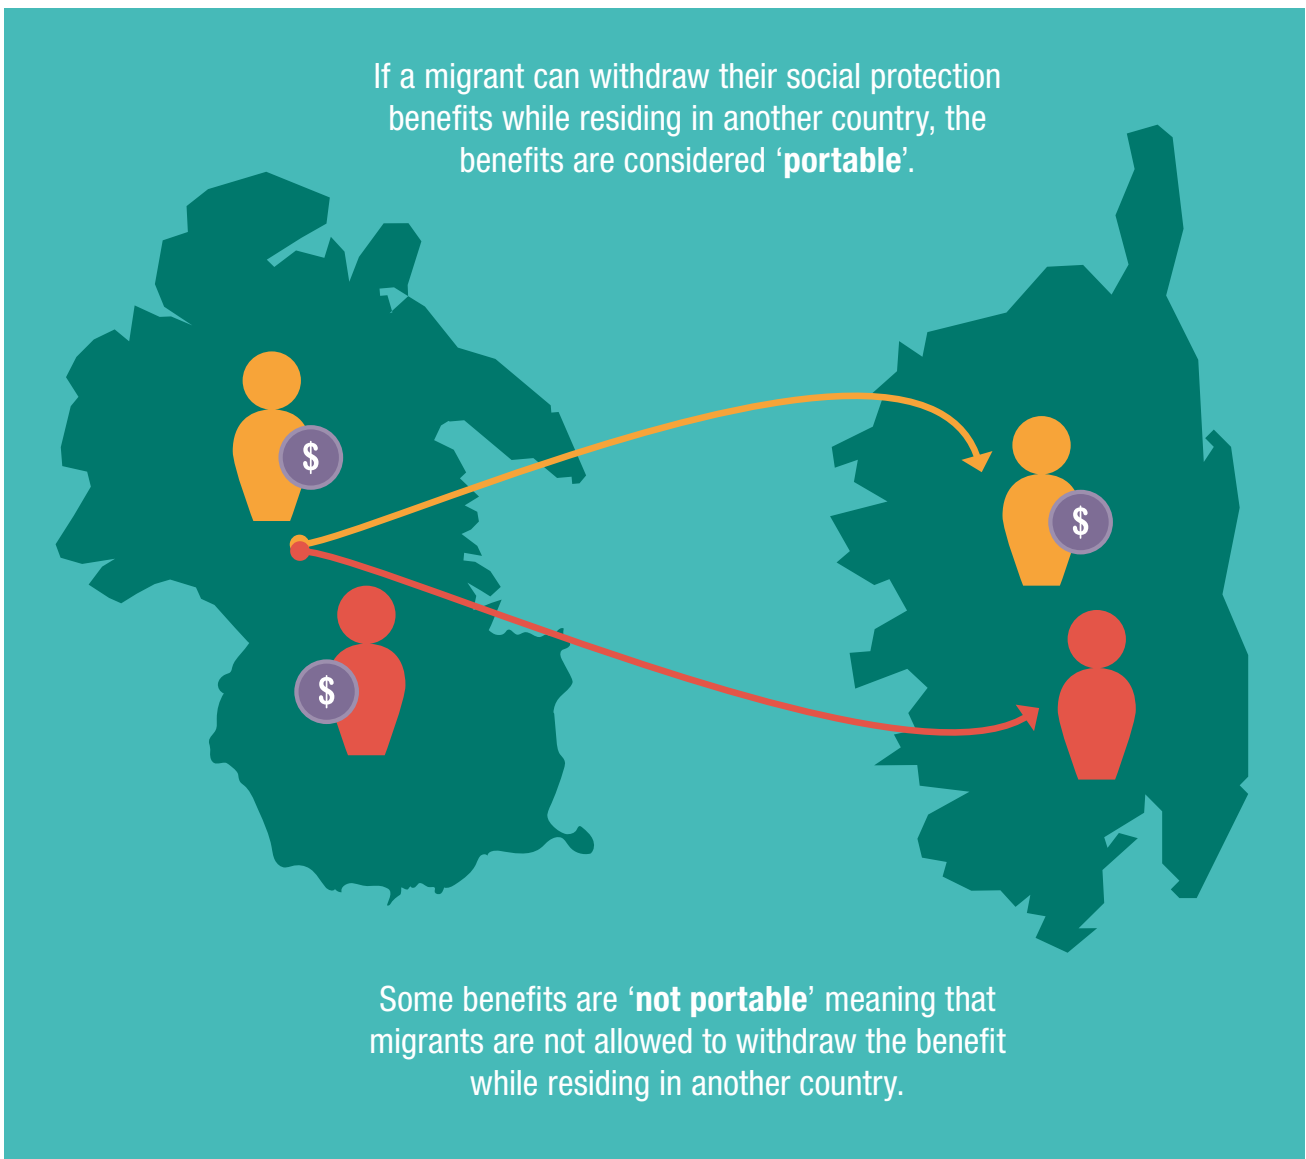 If a migrant can withdraw their social protection
benefits while residing in another country, the
benefits are considered ‘portable’.
$
$
$
Some benefits are ‘not portable’ meaning that
migrants are not allowed to withdraw the benefit
while residing in another country.